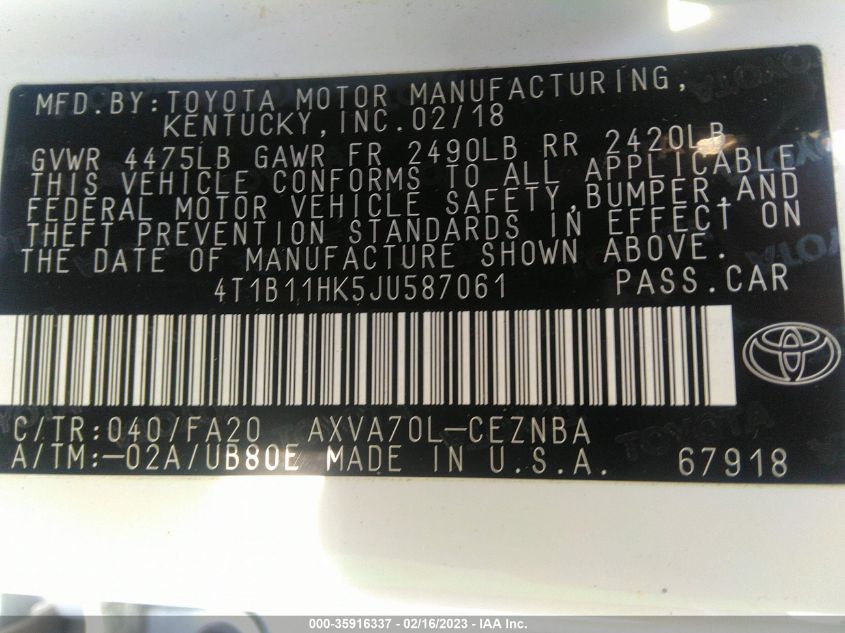 MFD.BY:TOYOTA MOTOR MANUFACTURING,
KENTUCKY,INC.02/18
GVWR 4475LB GAWR FR 2490LB RR 2420LB
THIS VEHICLE CONFORMS TO ALL APPLICABLE
FEDERAL MOTOR VEHICLE SAFETY,BUMPER,AND
THEFT PREVENTION STANDARDS IN EFFECT ON
THE DATE OF MANUFACTURE SHOWN ABOVE.
4T1B11HK5JU587061 PASS.CAR
C/TR:040/FA20 AXVA70L-CEZNBA
A/TM:-02A/UB80E MADE IN U.S.A. 67918
000-35916337 - 02/16/2023 - IAA Inc.